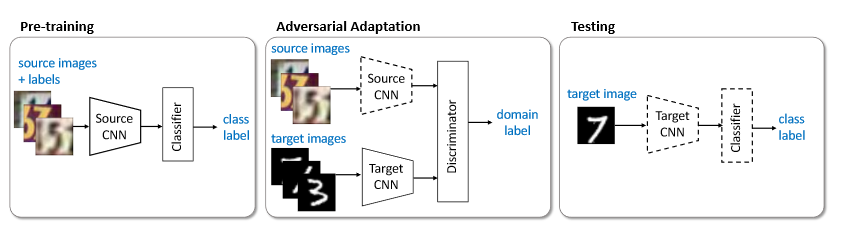 Pre-training
source images
+ labels
Source
CNN
Classifier
class
label
Adversarial Adaptation
source images
Source
CNN
target images
Target
CNN
Discriminator
domain
label
Testing
target image
7
Target
CNN
Classifier
class
label